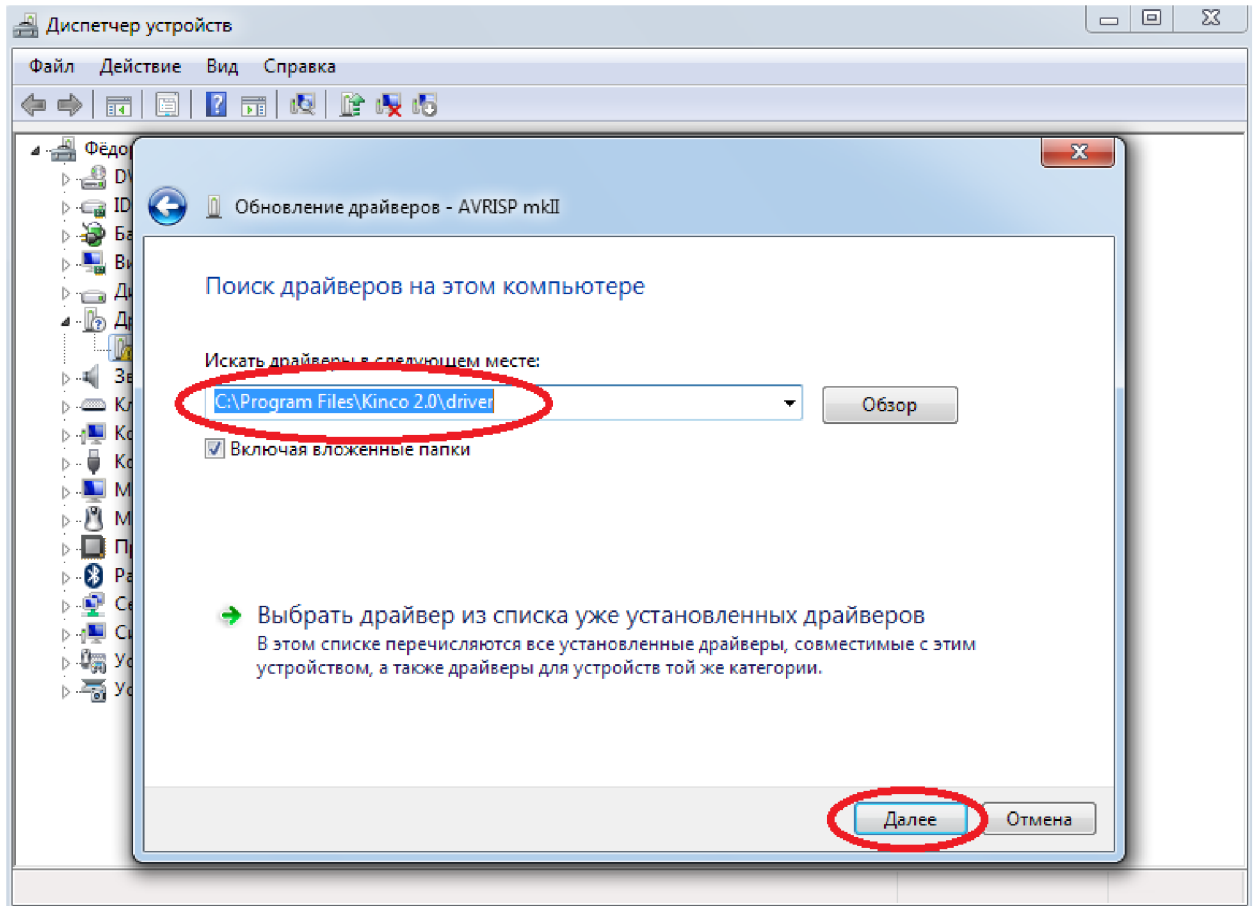 Диспетчер устройств
Файл Действие Вид Справка
Обновление драйверов - AVRISP mkII
Поиск драйверов на этом компьютере
Искать драйверы в следующем месте:
C:\Program Files\Kinco 2.0\driver
Обзор
Включая вложенные папки
Выбрать драйвер из списка уже установленных драйверов
В этом списке перечисляются все установленные драйверы, совместимые с этим
устройством, а также драйверы для устройств той же категории.
Далее Отмена